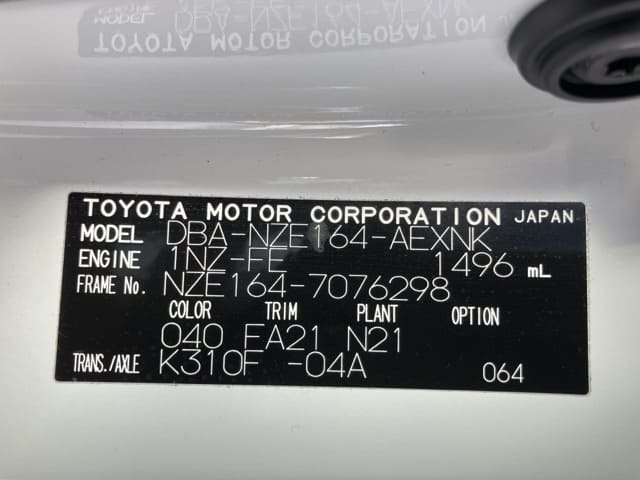 TOYOTA MOTOR CORPORATION JAPAN
MODEL DBA-NZE164-AEXNK
ENGINE 1NZ-FE 1496 mL
FRAME No. NZE164-7076298
COLOR TRIM PLANT OPTION
040 FA21 N21
TRANS./AXLE K310F -04A 064